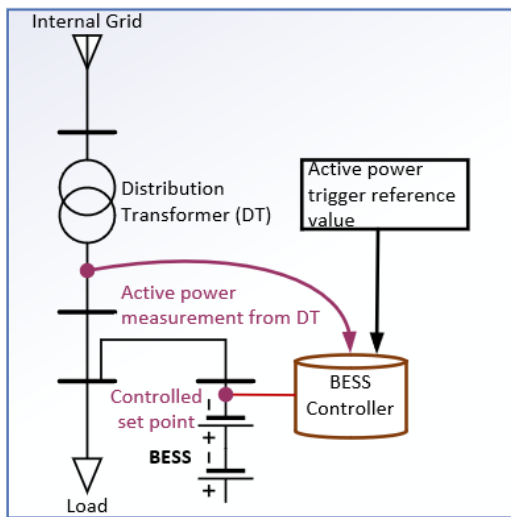 Internal Grid
Distribution
Transformer (DT)
Active power
trigger reference
value
Active power
measurement from DT
BESS
Controller
Controlled
set point
BESS
Load